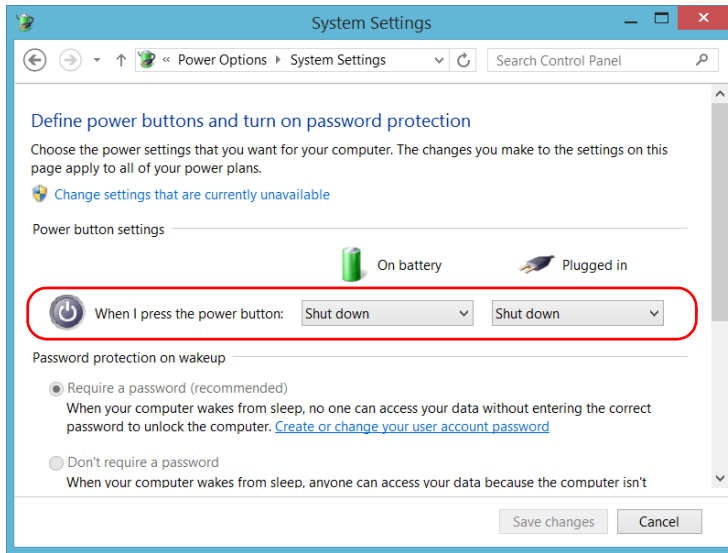 System Settings
« Power Options System Settings Search Control Panel
Define power buttons and turn on password protection
Choose the power settings that you want for your computer. The changes you make to the settings on this
page apply to all of your power plans.
Change settings that are currently unavailable
Power button settings
On battery Plugged in
When I press the power button: Shut down Shut down
Password protection on wakeup
Require a password (recommended)
When your computer wakes from sleep, no one can access your data without entering the correct
password to unlock the computer. Create or change your user account password
Don't require a password
When your computer wakes from sleep, anyone can access your data because the computer isn't
Save changes Cancel